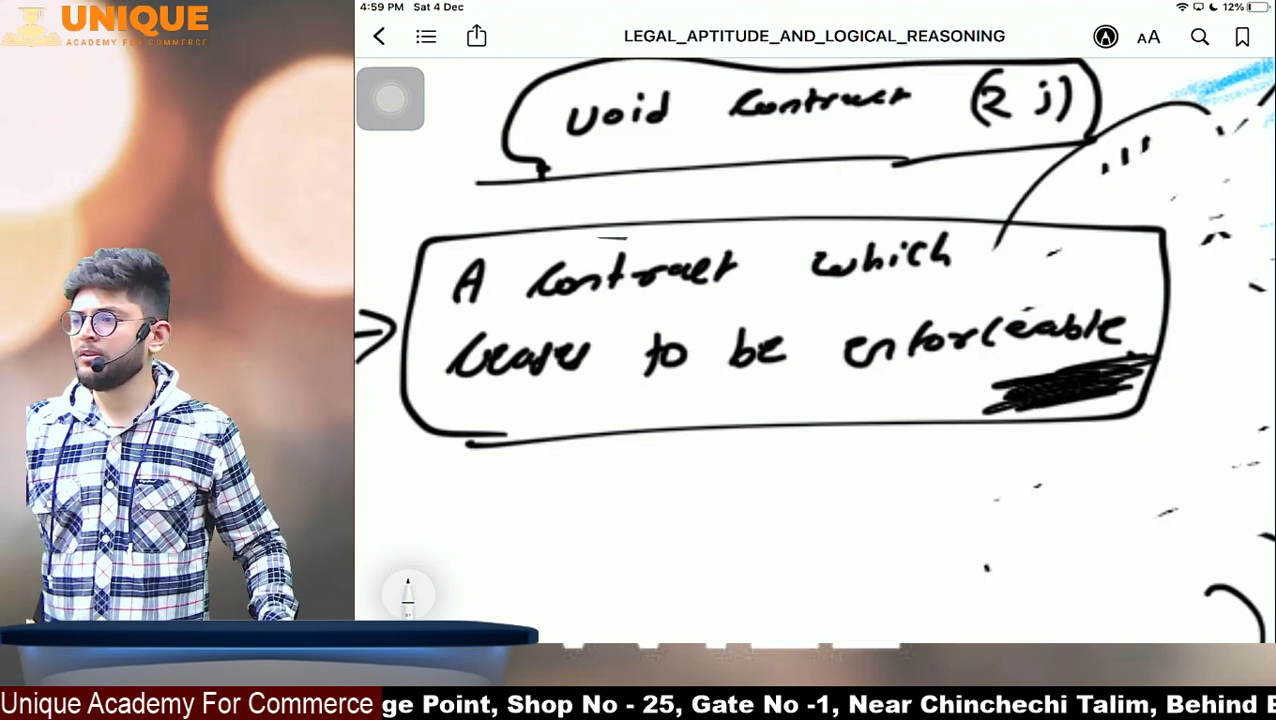 UNIQUE
ACADEMY FOR COMMERCE
4:59 PM Sat 4 Dec
12%
LEGAL_APTITUDE_AND_LOGICAL_REASONING
AA
void contract (2 j)
A contract which
ceases to be enforceable
Unique Academy For Commerce
ge Point, Shop No - 25, Gate No -1, Near Chinchechi Talim, Behind B